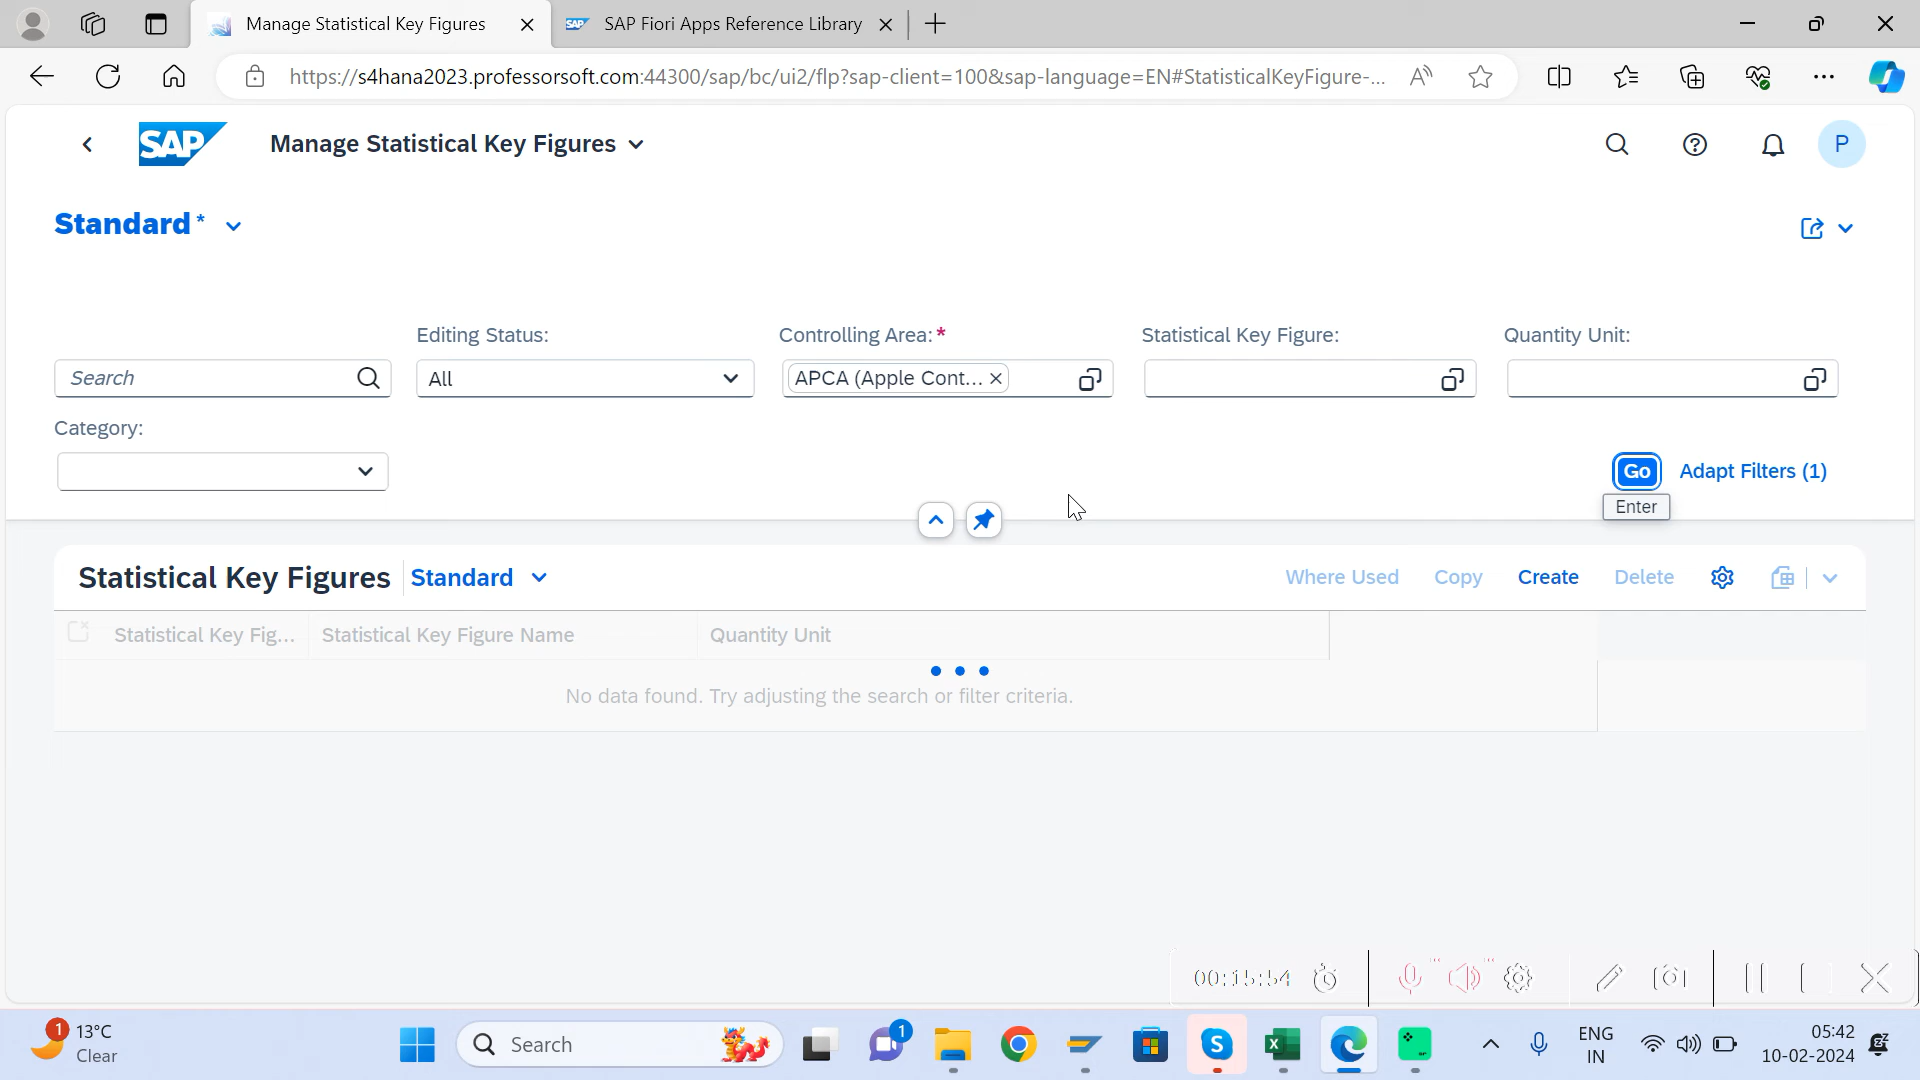 Manage Statistical Key Figures
SAP
SAP Fiori Apps Reference Library
https://s4hana2023.professorsoft.com:44300/sap/bc/ui2/flp?sap-client=100&sap-language=EN#StatisticalKeyFigure-...
SAP
Manage Statistical Key Figures
P
Standard *
Editing Status:
Controlling Area:*
Statistical Key Figure:
Quantity Unit:
Search
All
APCA (Apple Cont...
Category:
Go
Adapt Filters (1)
Enter
Statistical Key Figures
Standard
Where Used
Copy
Create
Delete
Statistical Key Fig...
Statistical Key Figure Name
Quantity Unit
No data found. Try adjusting the search or filter criteria.
00:15:54
1
13°C
Clear
Search
1
ENG
IN
05:42
10-02-2024